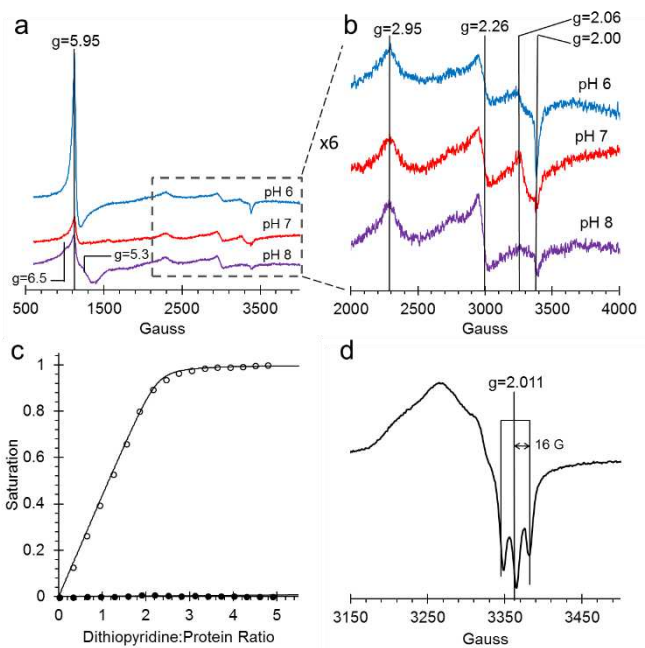 a
g=5.95
pH 6
pH 7
pH 8
g=6.5
g=5.3
600 1500 2500 3500
Gauss
b
g=2.95
g=2.26
g=2.06
g=2.00
x6
pH 6
pH 7
pH 8
2000 2500 3000 3500 4000
Gauss
c
Saturation
1
0.8
0.6
0.4
0.2
0
0 1 2 3 4 5
Dithiopyridine:Protein Ratio
d
g=2.011
16 G
3150 3250 3350 3450
Gauss